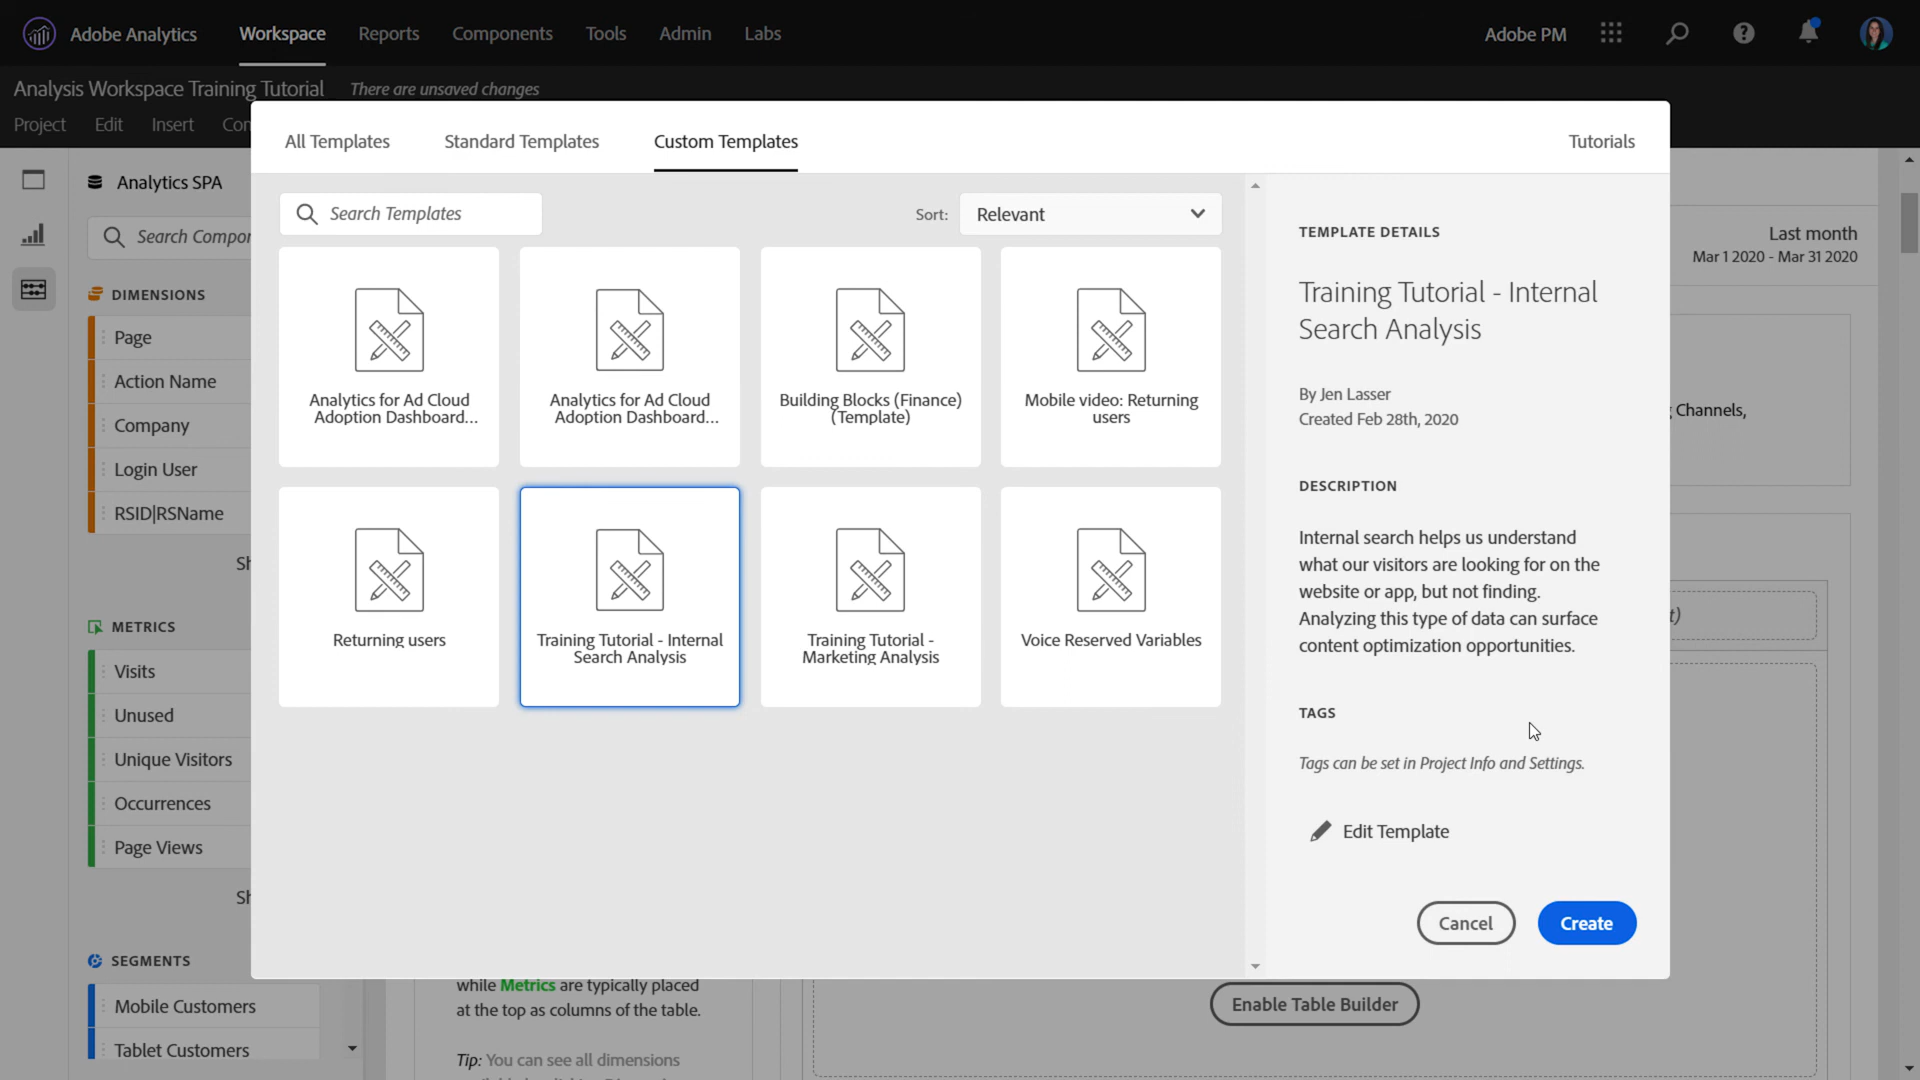 Adobe Analytics
Workspace
Reports
Components
Tools
Admin
Labs
Adobe PM
Analysis Workspace Training Tutorial
There are unsaved changes
Project
Edit
Insert
Com
All Templates
Standard Templates
Custom Templates
Tutorials
Analytics SPA
Search Compon
DIMENSIONS
Page
Action Name
Company
Login User
RSID|RSName
Sh
METRICS
Visits
Unused
Unique Visitors
Occurrences
Page Views
Sh
SEGMENTS
Mobile Customers
Tablet Customers
Search Templates
Sort:
Relevant
Analytics for Ad Cloud
Adoption Dashboard...
Analytics for Ad Cloud
Adoption Dashboard...
Building Blocks (Finance)
(Template)
Mobile video: Returning
users
Returning users
Training Tutorial - Internal
Search Analysis
Training Tutorial -
Marketing Analysis
Voice Reserved Variables
TEMPLATE DETAILS
Training Tutorial - Internal
Search Analysis
By Jen Lasser
Created Feb 28th, 2020
DESCRIPTION
Internal search helps us understand
what our visitors are looking for on the
website or app, but not finding.
Analyzing this type of data can surface
content optimization opportunities.
TAGS
Tags can be set in Project Info and Settings.
Edit Template
Cancel
Create
Last month
Mar 1 2020 - Mar 31 2020
Channels,
t)
while Metrics are typically placed
at the top as columns of the table.
Tip: You can see all dimensions
Enable Table Builder